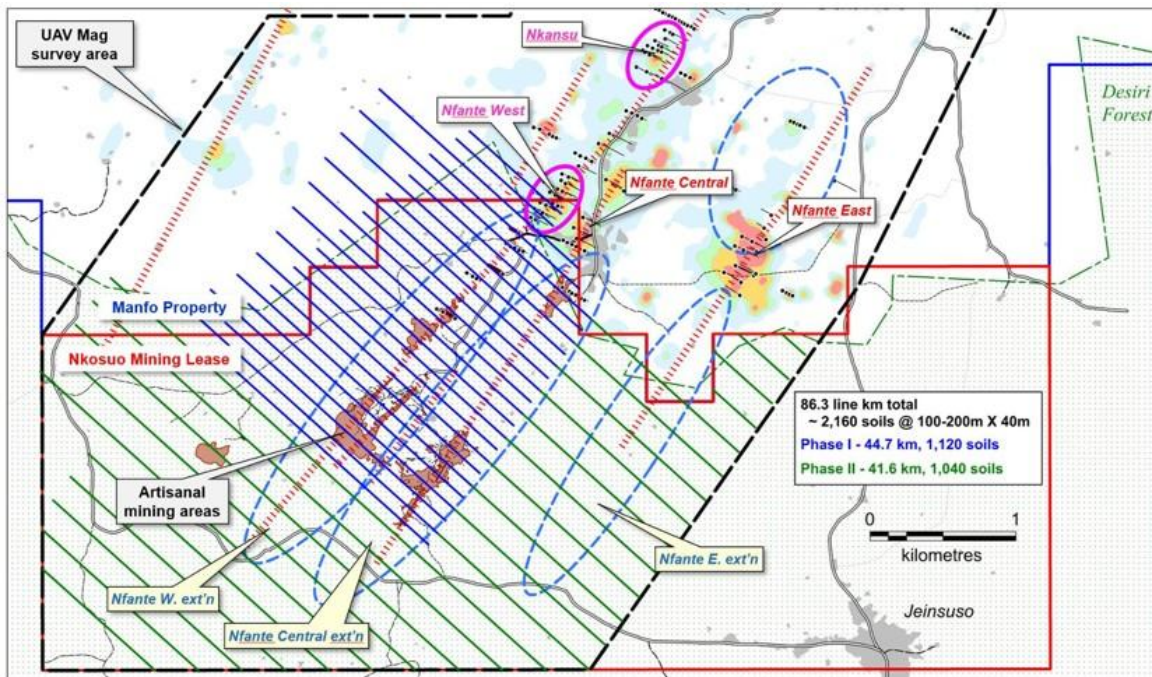 UAV Mag
survey area
Nkansu
Nfante West
Desiri
Forest
Nfante Central
Nfante East
Manfo Property
Nkosuo Mining Lease
86.3 line km total
~ 2,160 soils @ 100-200m X 40m
Phase I - 44.7 km, 1,120 soils
Phase II - 41.6 km, 1,040 soils
Artisanal
mining areas
0 1
kilometres
Nfante E. ext'n
Nfante W. ext'n
Nfante Central ext'n
Jeinsuso